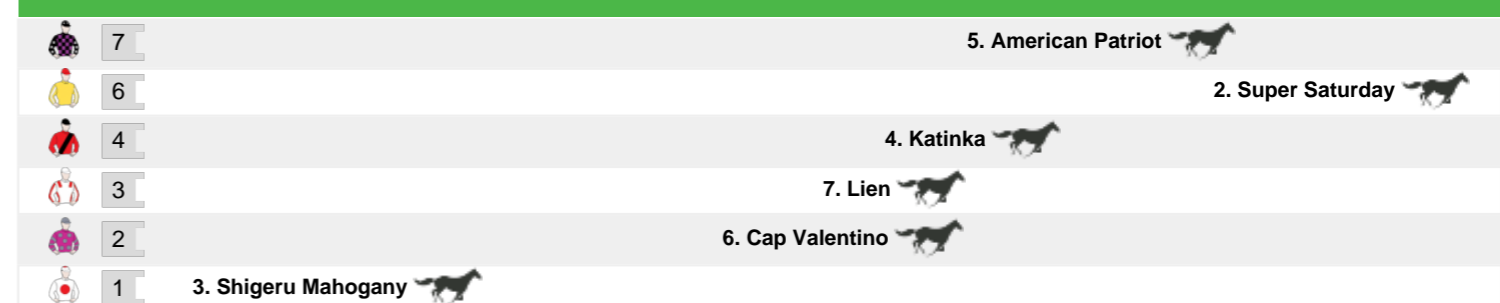 7 5. American Patriot
6 2. Super Saturday
4 4. Katinka
3 7. Lien
2 6. Cap Valentino
1 3. Shigeru Mahogany